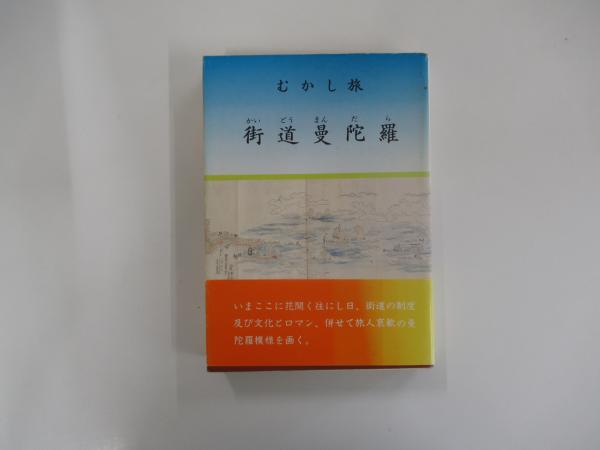 むかし旅
かいどうまんだら
街道曼陀羅
いまここに花開く往にし日、街道の制度
及び文化とロマン、併せて旅人哀歓の曼
陀羅模様を画く。